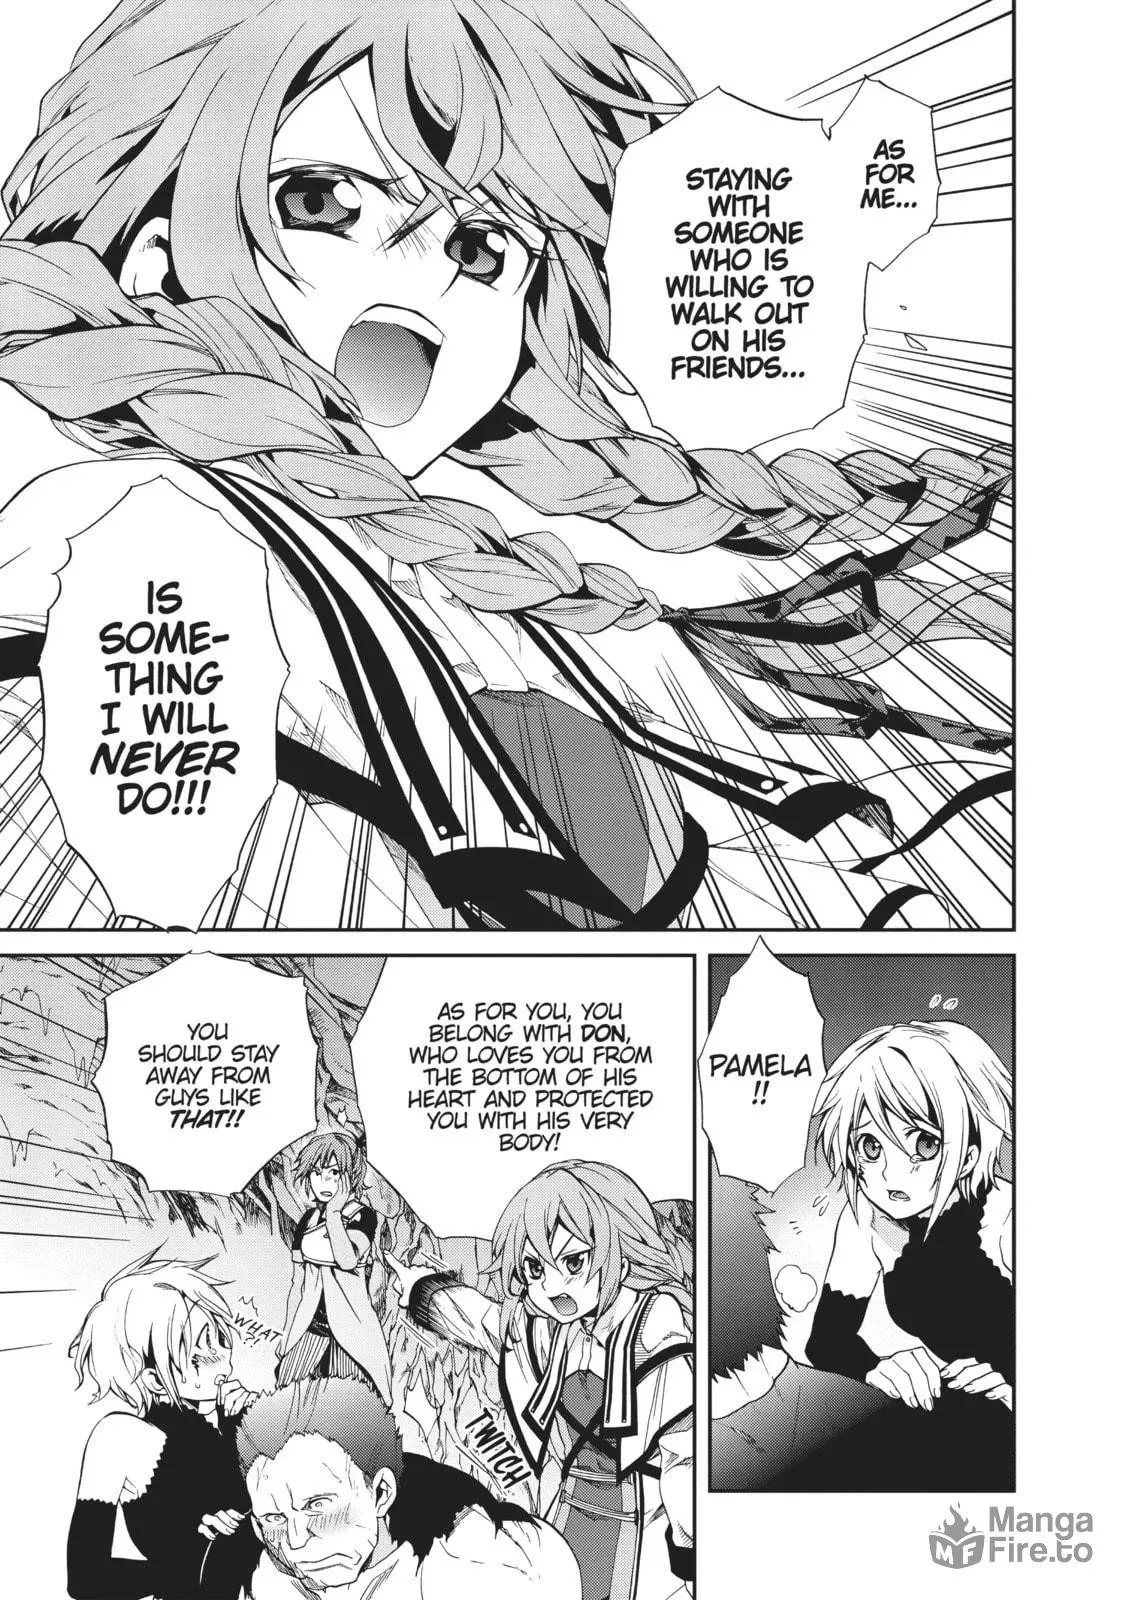 AS
FOR
ME...
STAYING
WITH
SOMEONE
WHO IS
WILLING TO
WALK OUT
ON HIS
FRIENDS...
IS
SOME-
THING
I WILL
NEVER
DO!!!
PAMELA
!!
AS FOR YOU, YOU
BELONG WITH DON,
WHO LOVES YOU FROM
THE BOTTOM OF HIS
HEART AND PROTECTED
YOU WITH HIS VERY
BODY!
YOU
SHOULD STAY
AWAY FROM
GUYS LIKE
THAT!!
WHAT
?!
TWITCH
Manga
MF Fire.to